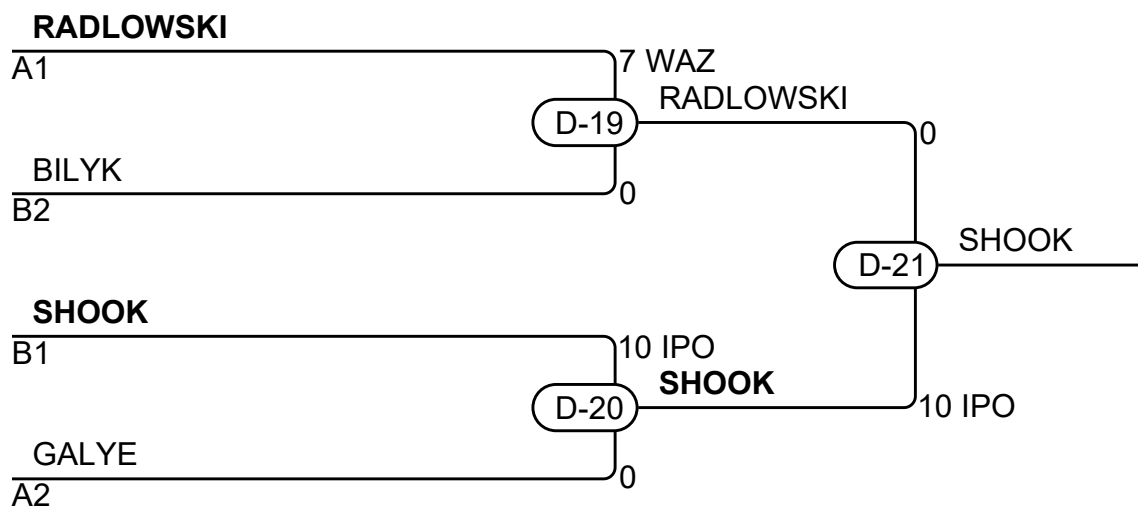 RADLOWSKI
A1
7 WAZ
RADLOWSKI
D-19
0
BILYK
B2
0
SHOOK
D-21
SHOOK
B1
10 IPO
SHOOK
D-20
10 IPO
GALYE
A2
0